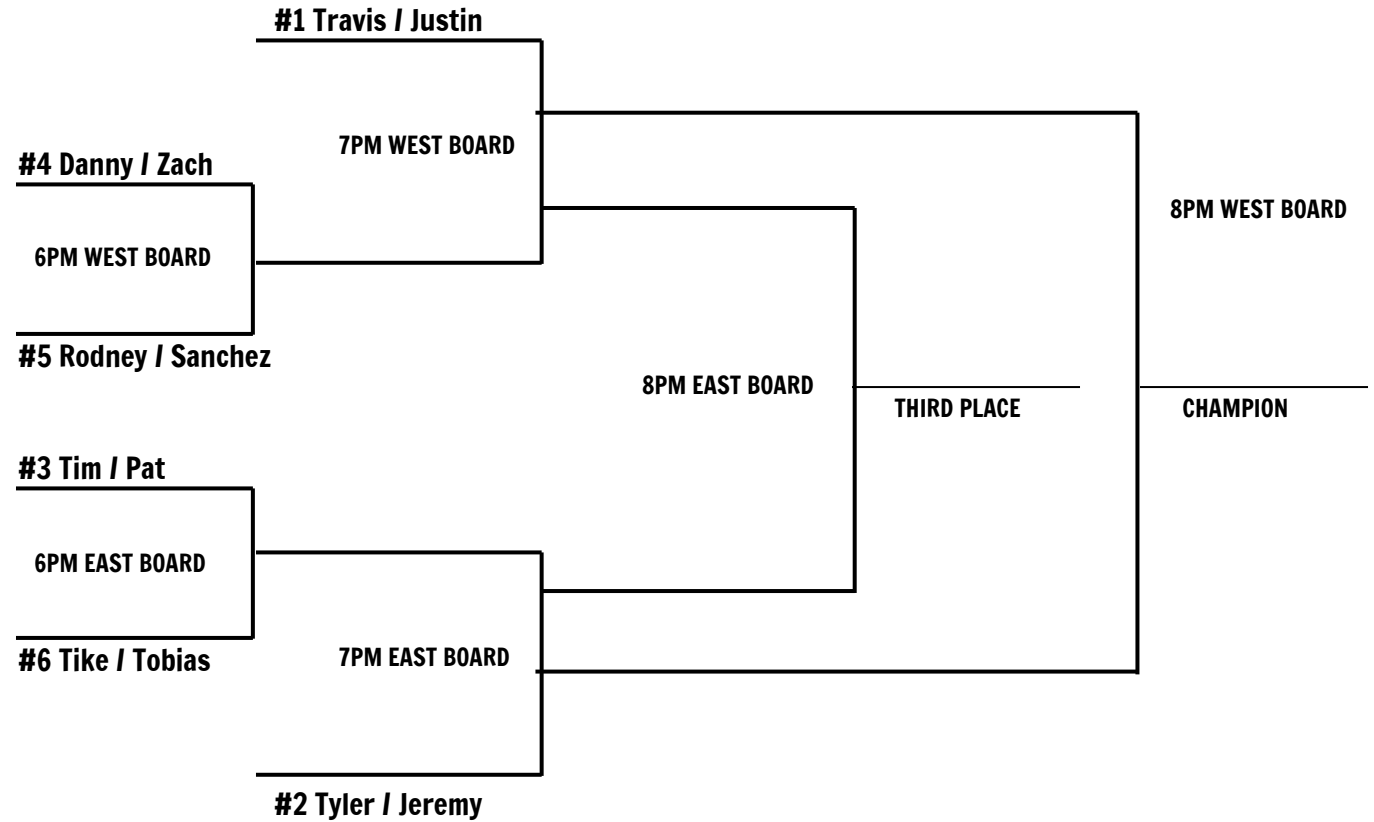 #1 Travis / Justin
7PM WEST BOARD
#4 Danny / Zach
8PM WEST BOARD
6PM WEST BOARD
#5 Rodney / Sanchez
8PM EAST BOARD
THIRD PLACE
CHAMPION
#3 Tim / Pat
6PM EAST BOARD
#6 Tike / Tobias
7PM EAST BOARD
#2 Tyler / Jeremy